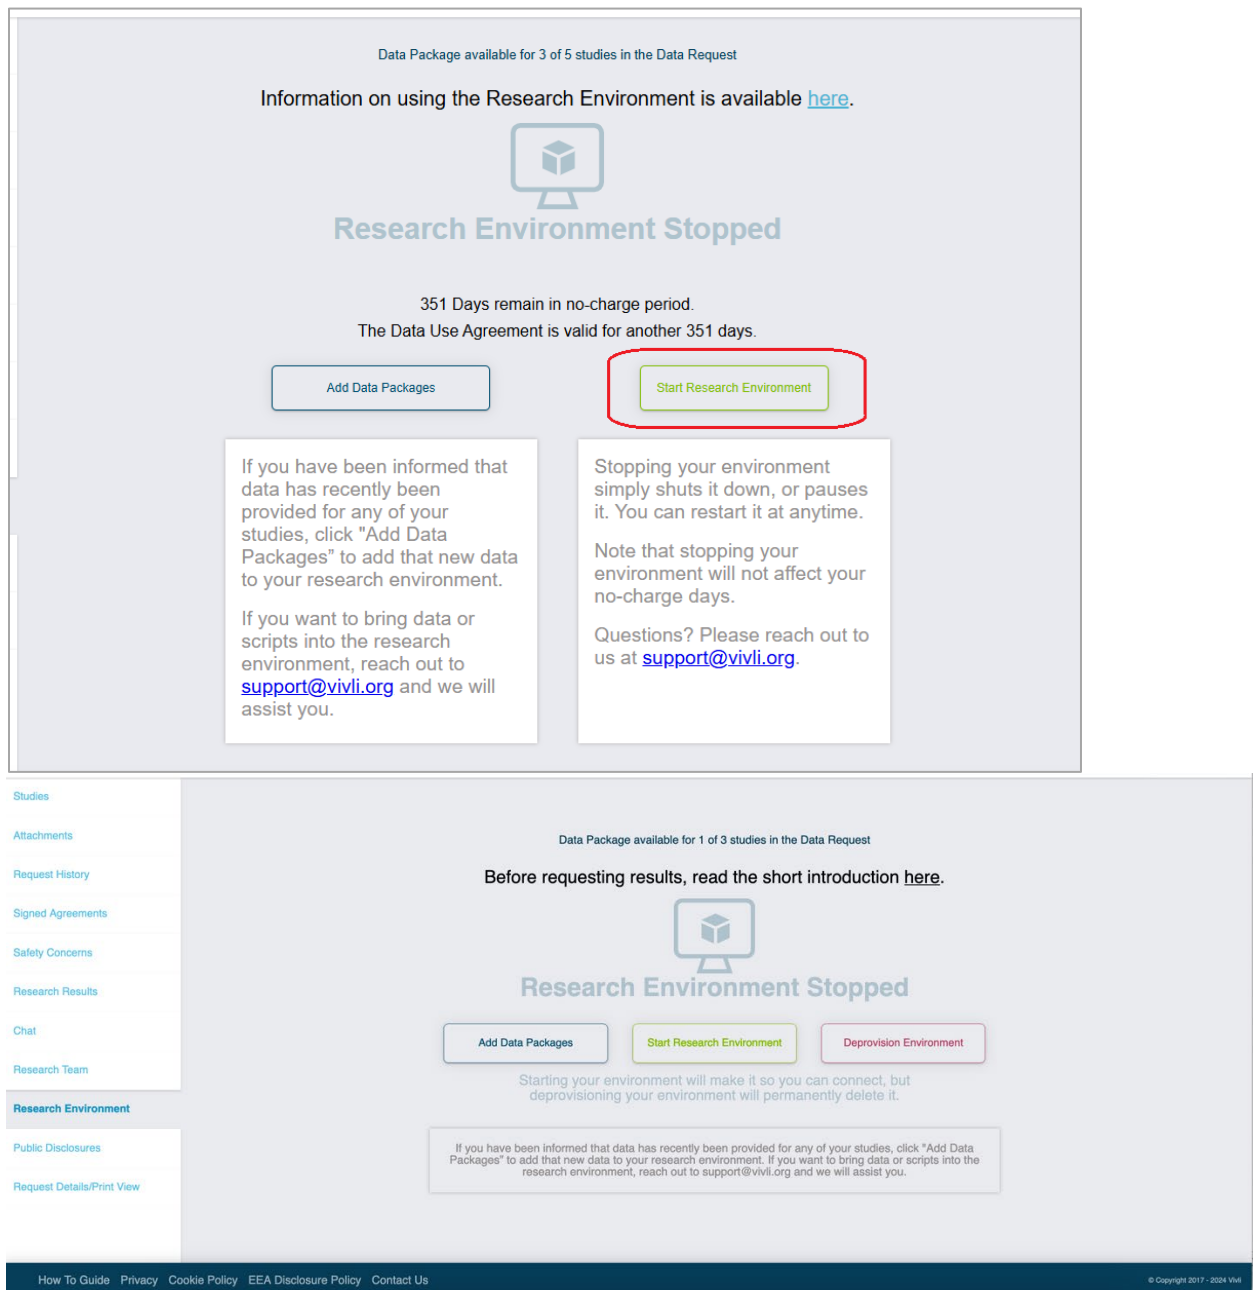 Data Package available for 3 of 5 studies in the Data Request
Information on using the Research Environment is available here.
Research Environment Stopped
351 Days remain in no-charge period.
The Data Use Agreement is valid for another 351 days.
Add Data Packages
Start Research Environment
If you have been informed that
data has recently been
provided for any of your
studies, click "Add Data
Packages” to add that new data
to your research environment.
If you want to bring data or
scripts into the research
environment, reach out to
support@vivli.org and we will
assist you.
Stopping your environment
simply shuts it down, or pauses
it. You can restart it at anytime.
Note that stopping your
environment will not affect your
no-charge days.
Questions? Please reach out to
us at support@vivli.org.
Studies
Attachments
Request History
Signed Agreements
Safety Concerns
Research Results
Chat
Research Team
Research Environment
Public Disclosures
Request Details/Print View
Data Package available for 1 of 3 studies in the Data Request
Before requesting results, read the short introduction here.
Research Environment Stopped
Add Data Packages
Start Research Environment
Deprovision Environment
Starting your environment will make it so you can connect, but
deprovisioning your environment will permanently delete it.
If you have been informed that data has recently been provided for any of your studies, click "Add Data
Packages” to add that new data to your research environment. If you want to bring data or scripts into the
research environment, reach out to support@vivli.org and we will assist you.
How To Guide Privacy Cookie Policy EEA Disclosure Policy Contact Us
© Copyright 2017 - 2024 Vivli